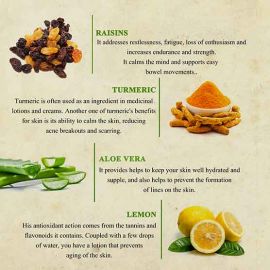 RAISINS
It addresses restlessness, fatigue, loss of enthusiasm and
increases endurance and strength.
It calms the mind and supports easy
bowel movements..
TURMERIC
Turmeric is often used as an ingredient in medicinal
lotions and creams. Another one of turmeric's benefits
for skin is its ability to calm the skin, reducing
acne breakouts and scarring.
ALOE VERA
It provides helps to keep your skin well hydrated and
supple, and also helps to prevent the formation
of lines on the skin.
LEMON
His antioxidant action comes from the tannins and
flavonoids it contains. Coupled with a few drops
of water, you have a lotion that prevents
aging of the skin.